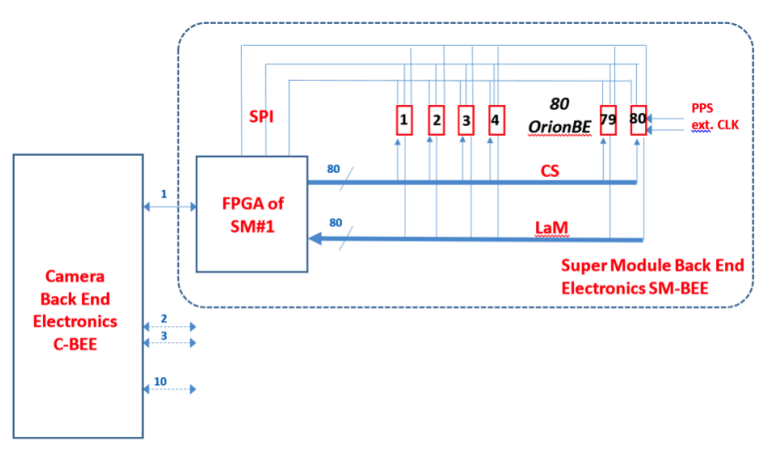 SPI
1
2
3
4
80
OrionBE
79
80
PPS
ext. CLK
80
CS
1
FPGA of
SM#1
80
LaM
Super Module Back End
Electronics SM-BEE
Camera
Back End
Electronics
C-BEE
2
3
10